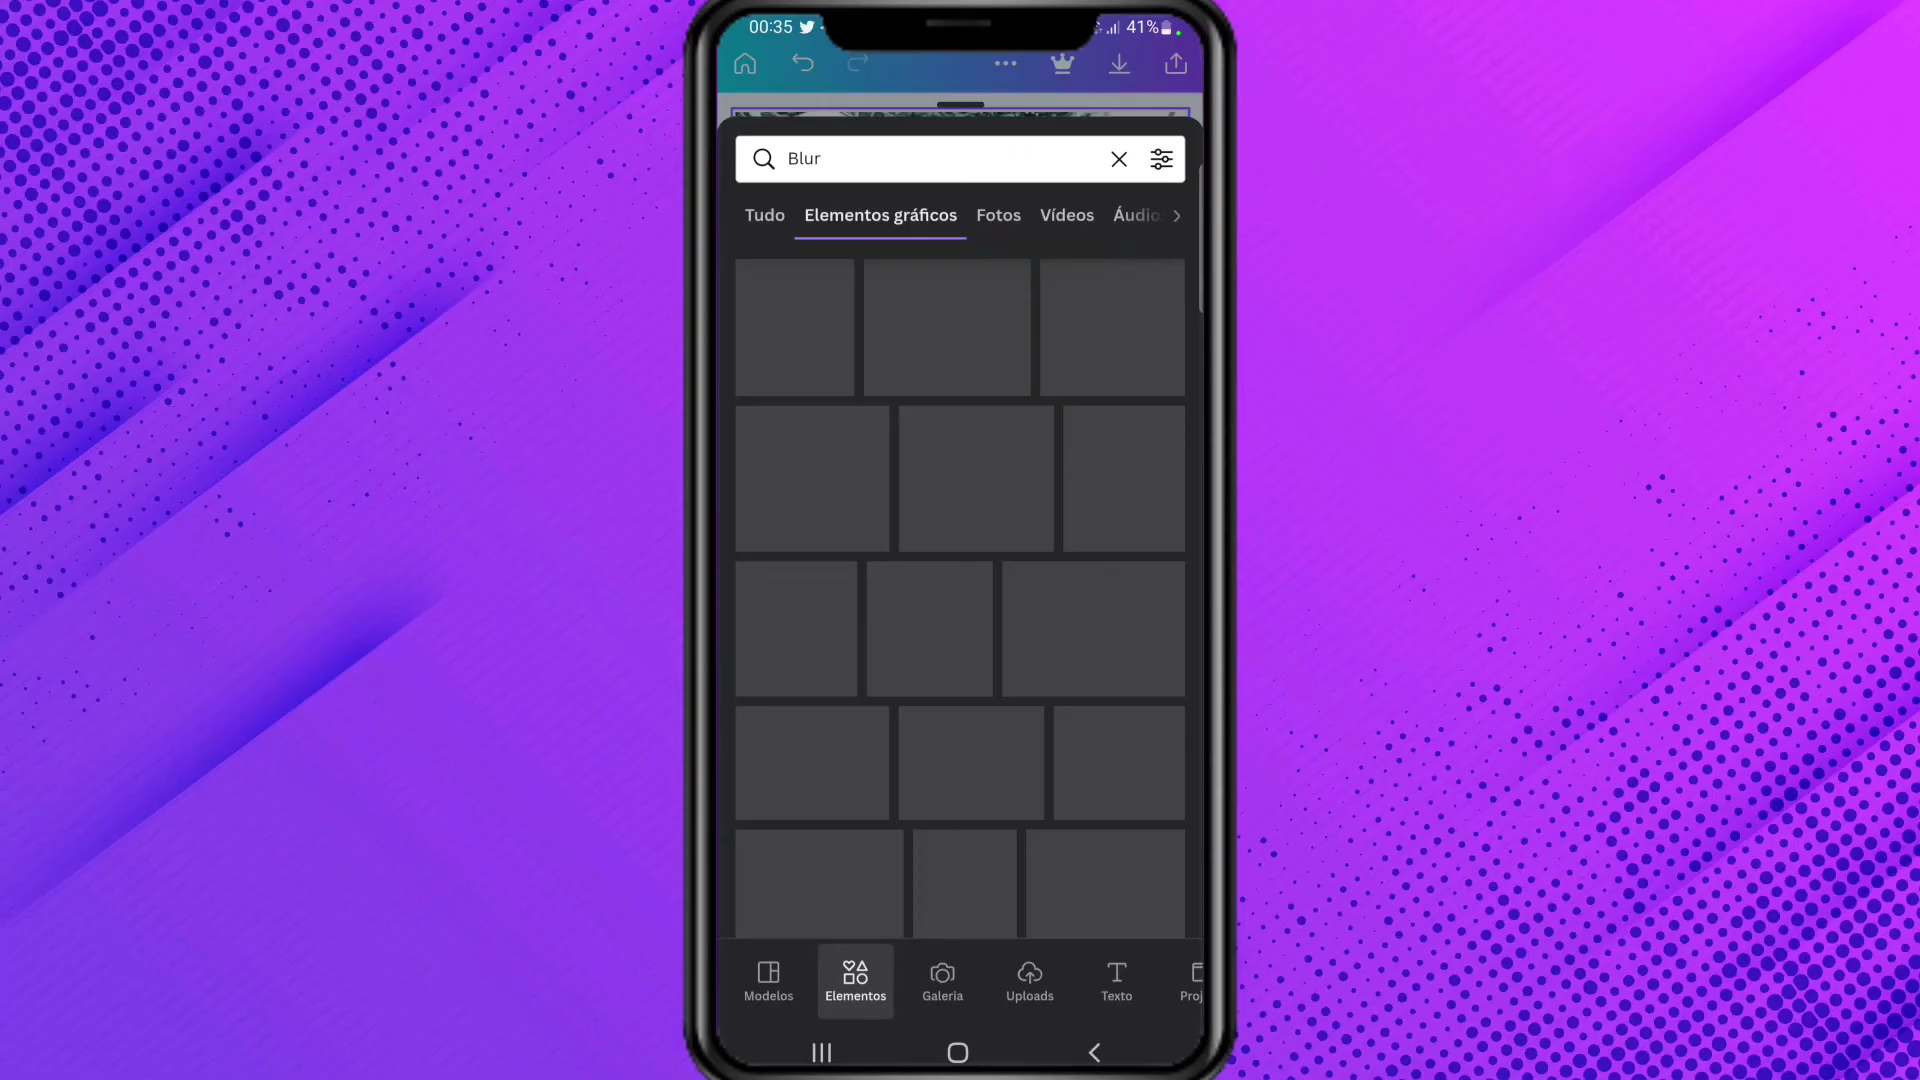 00:35
41%
Blur
Tudo Elementos gráficos Fotos Vídeos Áudio
Modelos Elementos Galeria Uploads Texto Proj